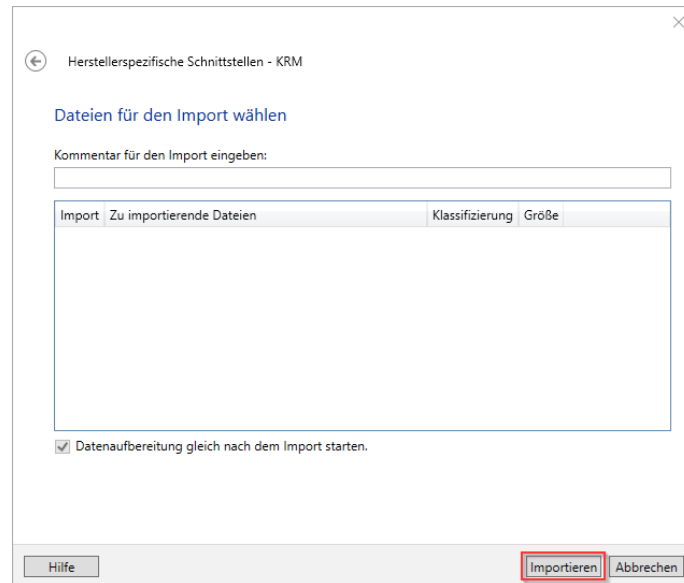 Herstellerspezifische Schnittstellen - KRM
Dateien für den Import wählen
Kommentar für den Import eingeben:
Import Zu importierende Dateien Klassifizierung Größe
Datenaufbereitung gleich nach dem Import starten.
Hilfe Importieren Abbrechen